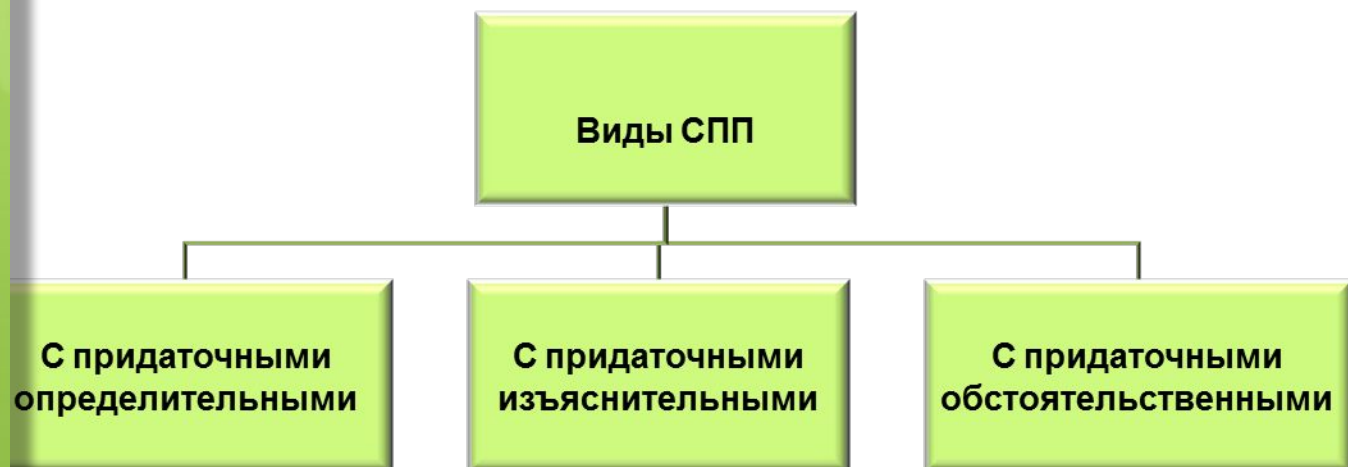 Виды СПП
С придаточными
определительными
С придаточными
изъяснительными
С придаточными
обстоятельственными